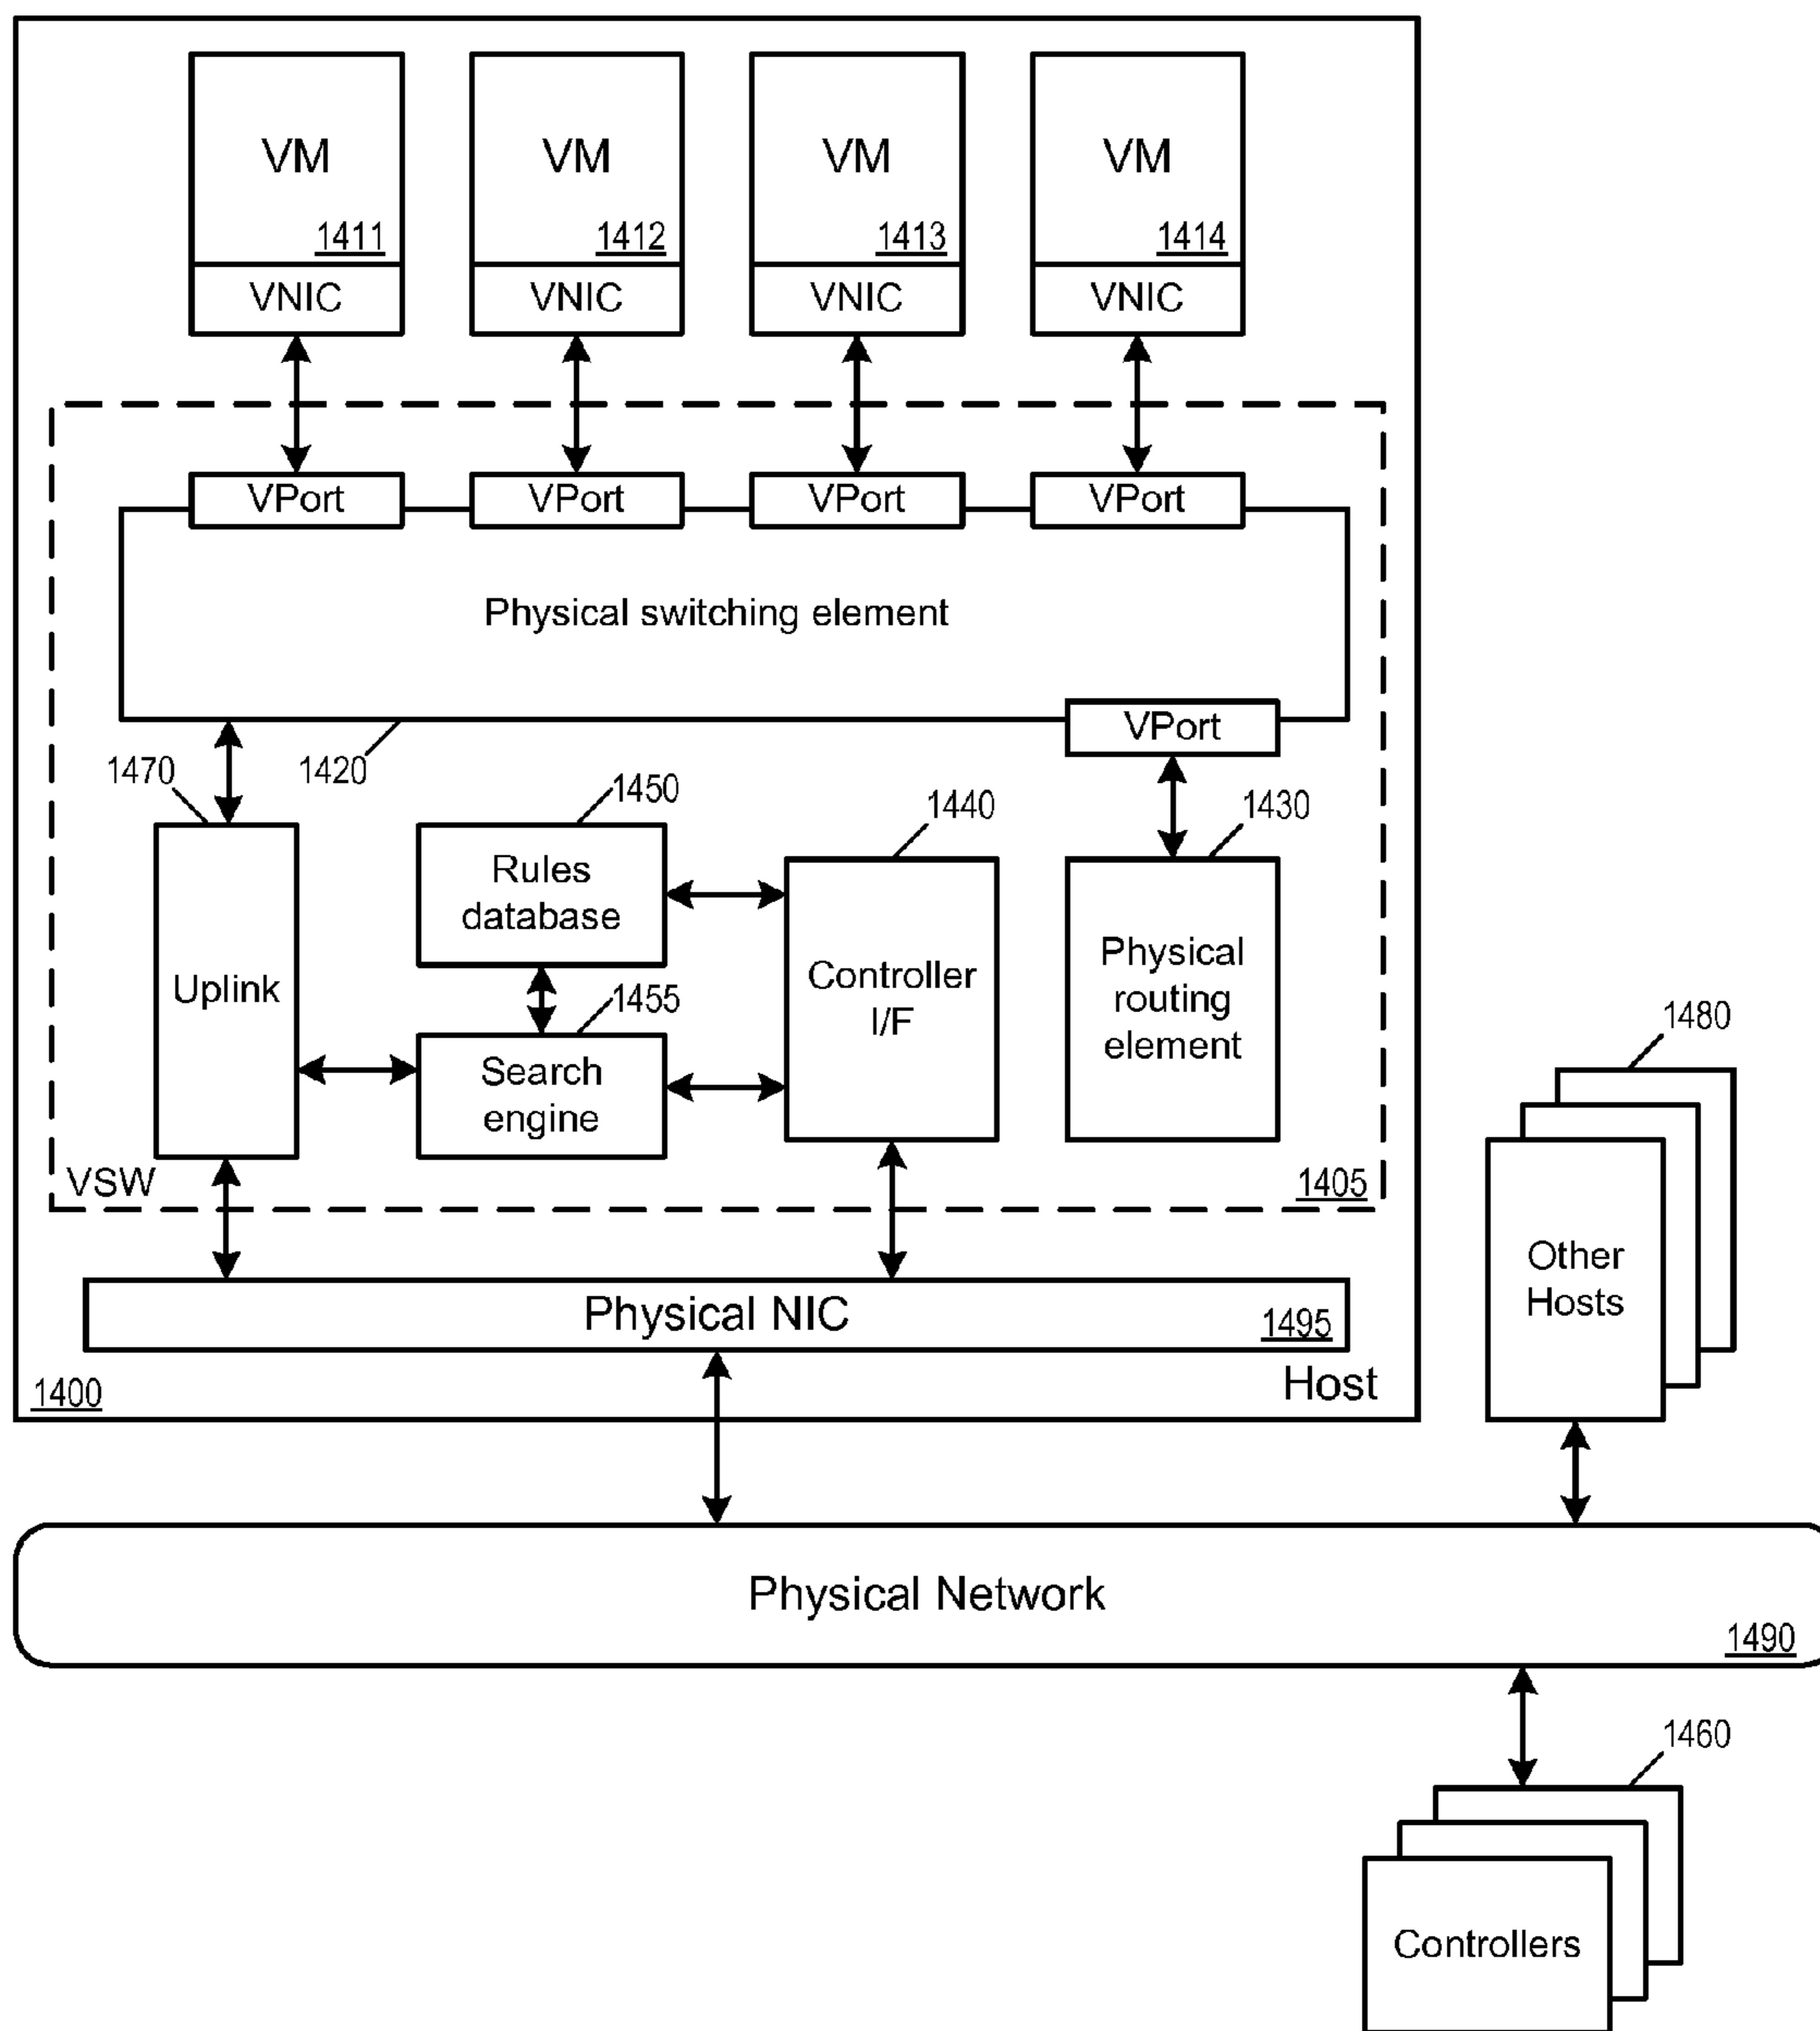 VM
VM
VM
VM
1411
1412
1413
1414
VNIC
VNIC
VNIC
VNIC
VPort
VPort
VPort
VPort
Physical switching element
VPort
1470
1420
1450
1440
1430
Rules
database
Uplink
Controller
I/F
Physical
routing
element
1455
Search
engine
1480
VSW
1405
Other
Hosts
Physical NIC
1495
1400
Host
Physical Network
1490
1460
Controllers